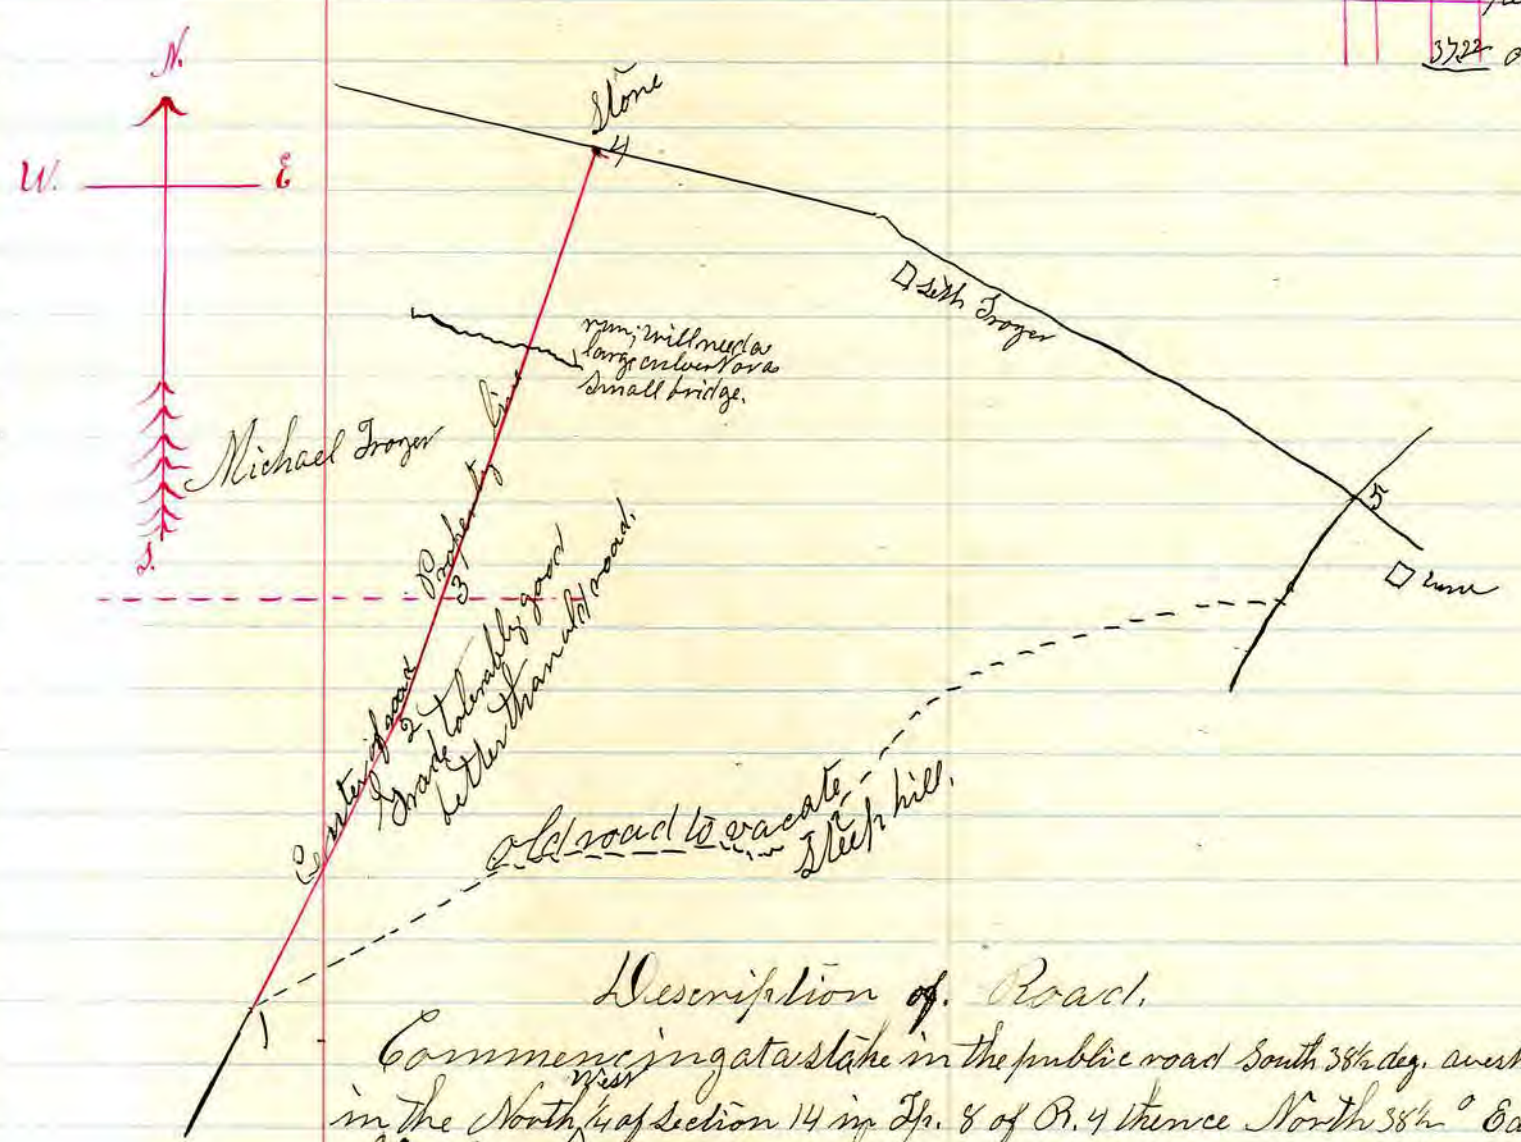 3722
N.
W. E
S.
Stone
4
Seth Troyer
run; will need a
large culvert or a
small bridge.
Michael Troyer
Property line
5
3
Center of road
2
Grade tolerably good
better than old road.
old road to vacate
Steep hill.
1
Description of Road.
Commencing at a stake in the public road South 38½ deg. west
West
in the North ¼ of Section 14 in Tp. 8 of R. 4 thence North 38½ °